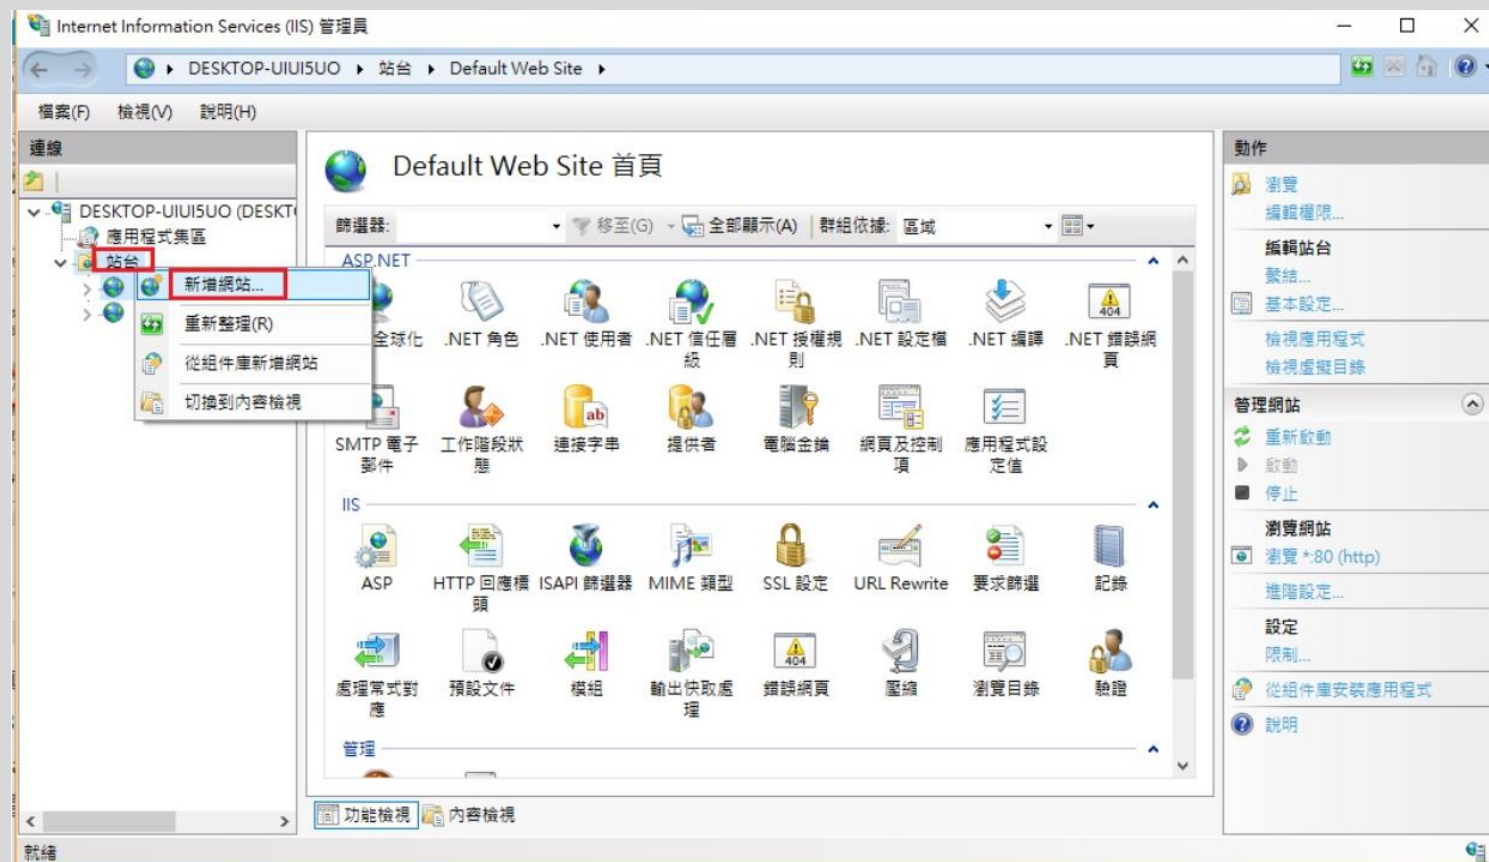 Internet Information Services (IIS) 管理員
DESKTOP-UIUI5UO 站台 Default Web Site
檔案(F) 檢視(V) 說明(H)
連線
DESKTOP-UIUI5UO (DESKT
應用程式集區
站台
新增網站...
重新整理(R)
從組件庫新增網站
切換到內容檢視
Default Web Site 首頁
篩選器: 移至(G) 全部顯示(A) 群組依據: 區域
ASP.NET
全球化 .NET 角色 .NET 使用者 .NET 信任層級 .NET 授權規則 .NET 設定檔 .NET 編譯 .NET 錯誤網頁
SMTP 電子郵件 工作階段狀態 連接字串 提供者 電腦金鑰 網頁及控制項 應用程式設定值
IIS
ASP HTTP 回應標頭 ISAPI 篩選器 MIME 類型 SSL 設定 URL Rewrite 要求篩選 記錄
處理常式對應 預設文件 模組 輸出快取處理 錯誤網頁 壓縮 瀏覽目錄 驗證
管理
功能檢視 內容檢視
動作
瀏覽
編輯權限...
編輯站台
繫結...
基本設定...
檢視應用程式
檢視虛擬目錄
管理網站
重新啟動
啟動
停止
瀏覽網站
瀏覽 *:80 (http)
進階設定...
設定
限制...
從組件庫安裝應用程式
說明
就緒